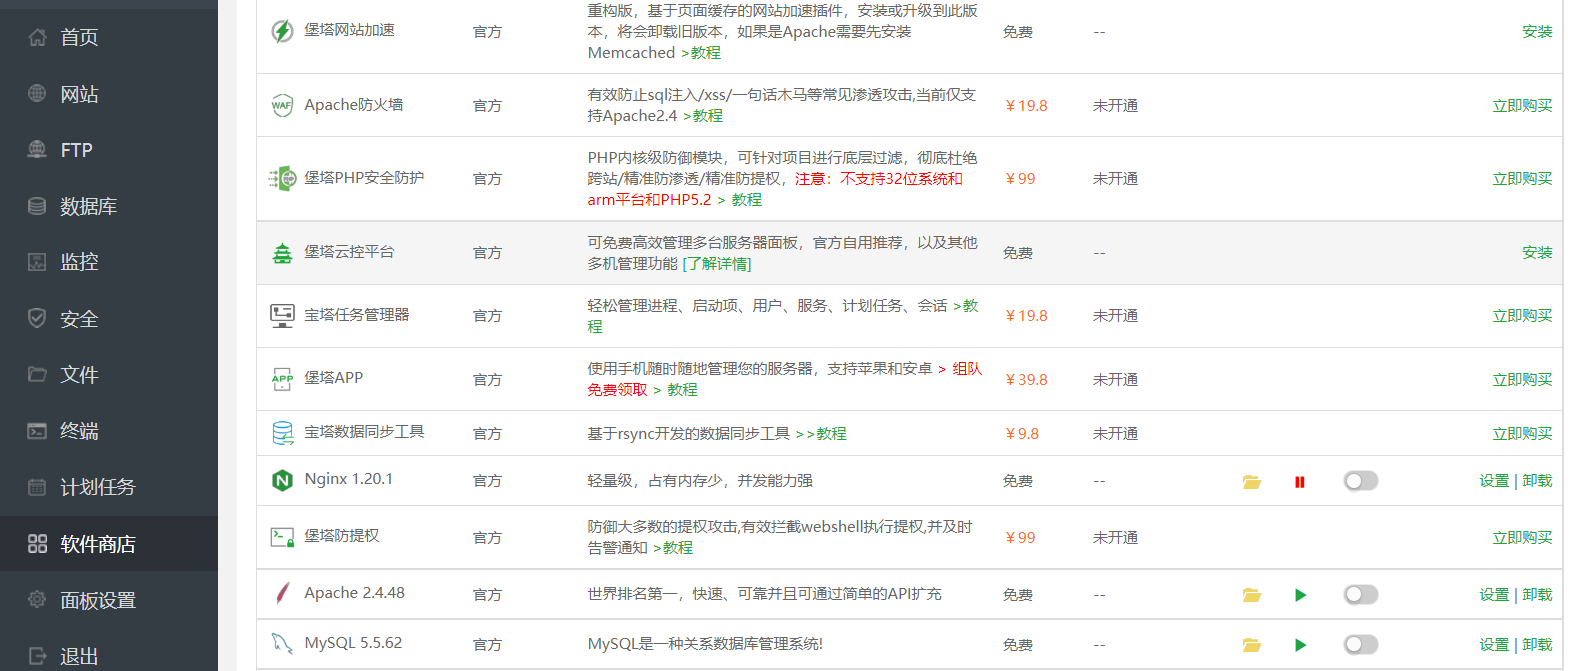 首页
网站
FTP
数据库
监控
安全
文件
终端
计划任务
软件商店
面板设置
退出
堡塔网站加速 官方 重构版，基于页面缓存的网站加速插件，安装或升级到此版 免费 -- 安装
本，将会卸载旧版本，如果是Apache需要先安装
Memcached >教程
Apache防火墙 官方 有效防止sql注入/xss/一句话木马等常见渗透攻击,当前仅支 ￥19.8 未开通 立即购买
持Apache2.4 >教程
堡塔PHP安全防护 官方 PHP内核级防御模块，可针对项目进行底层过滤，彻底杜绝 ￥99 未开通 立即购买
跨站/精准防渗透/精准防提权，注意：不支持32位系统和
arm平台和PHP5.2 > 教程
堡塔云控平台 官方 可免费高效管理多台服务器面板，官方自用推荐，以及其他 免费 -- 安装
多机管理功能 [了解详情]
宝塔任务管理器 官方 轻松管理进程、启动项、用户、服务、计划任务、会话 >教 ￥19.8 未开通 立即购买
程
堡塔APP 官方 使用手机随时随地管理您的服务器，支持苹果和安卓 > 组队 ￥39.8 未开通 立即购买
免费领取 > 教程
宝塔数据同步工具 官方 基于rsync开发的数据同步工具 >>教程 ￥9.8 未开通 立即购买
Nginx 1.20.1 官方 轻量级，占有内存少，并发能力强 免费 -- 设置 | 卸载
堡塔防提权 官方 防御大多数的提权攻击,有效拦截webshell执行提权,并及时 ￥99 未开通 立即购买
告警通知 >教程
Apache 2.4.48 官方 世界排名第一，快速、可靠并且可通过简单的API扩充 免费 -- 设置 | 卸载
MySQL 5.5.62 官方 MySQL是一种关系数据库管理系统! 免费 -- 设置 | 卸载